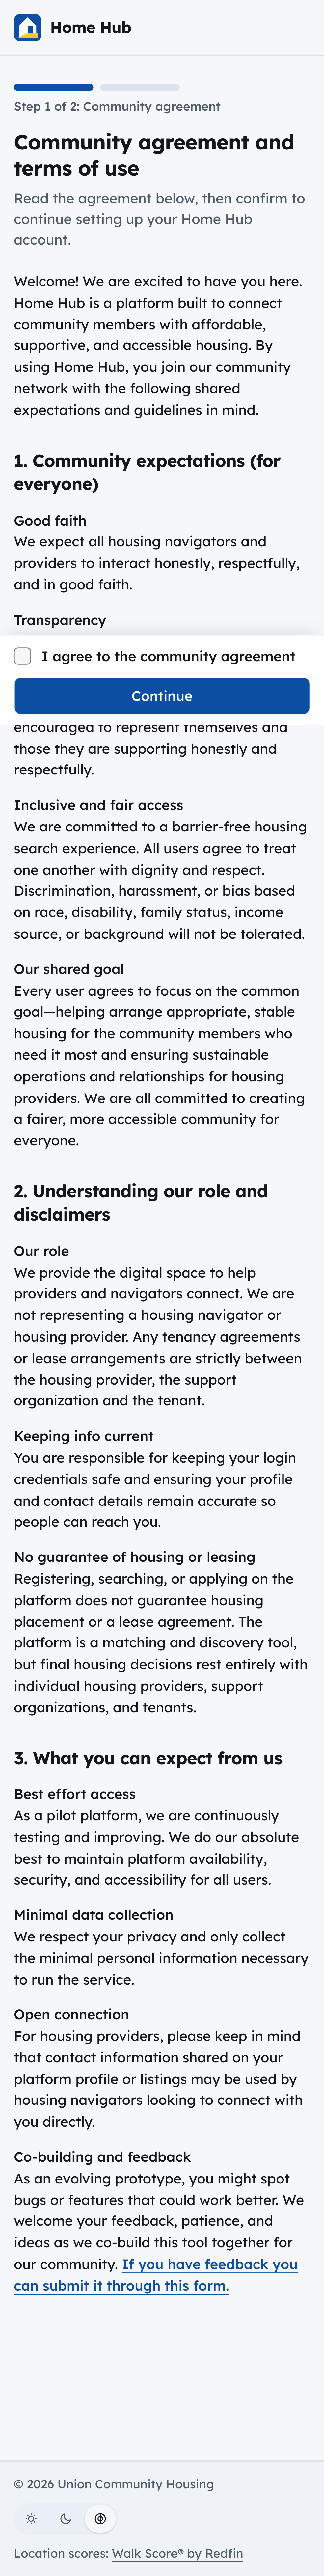 Home Hub
Step 1 of 2: Community agreement
Community agreement and
terms of use
Read the agreement below, then confirm to
continue setting up your Home Hub
account.
Welcome! We are excited to have you here.
Home Hub is a platform built to connect
community members with affordable,
supportive, and accessible housing. By
using Home Hub, you join our community
network with the following shared
expectations and guidelines in mind.
1. Community expectations (for
everyone)
Good faith
We expect all housing navigators and
providers to interact honestly, respectfully,
and in good faith.
Transparency
I agree to the community agreement
Continue
encouraged to represent themselves and
those they are supporting honestly and
respectfully.
Inclusive and fair access
We are committed to a barrier-free housing
search experience. All users agree to treat
one another with dignity and respect.
Discrimination, harassment, or bias based
on race, disability, family status, income
source, or background will not be tolerated.
Our shared goal
Every user agrees to focus on the common
goal—helping arrange appropriate, stable
housing for the community members who
need it most and ensuring sustainable
operations and relationships for housing
providers. We are all committed to creating
a fairer, more accessible community for
everyone.
2. Understanding our role and
disclaimers
Our role
We provide the digital space to help
providers and navigators connect. We are
not representing a housing navigator or
housing provider. Any tenancy agreements
or lease arrangements are strictly between
the housing provider, the support
organization and the tenant.
Keeping info current
You are responsible for keeping your login
credentials safe and ensuring your profile
and contact details remain accurate so
people can reach you.
No guarantee of housing or leasing
Registering, searching, or applying on the
platform does not guarantee housing
placement or a lease agreement. The
platform is a matching and discovery tool,
but final housing decisions rest entirely with
individual housing providers, support
organizations, and tenants.
3. What you can expect from us
Best effort access
As a pilot platform, we are continuously
testing and improving. We do our absolute
best to maintain platform availability,
security, and accessibility for all users.
Minimal data collection
We respect your privacy and only collect
the minimal personal information necessary
to run the service.
Open connection
For housing providers, please keep in mind
that contact information shared on your
platform profile or listings may be used by
housing navigators looking to connect with
you directly.
Co-building and feedback
As an evolving prototype, you might spot
bugs or features that could work better. We
welcome your feedback, patience, and
ideas as we co-build this tool together for
our community. If you have feedback you
can submit it through this form.
© 2026 Union Community Housing
Location scores: Walk Score® by Redfin